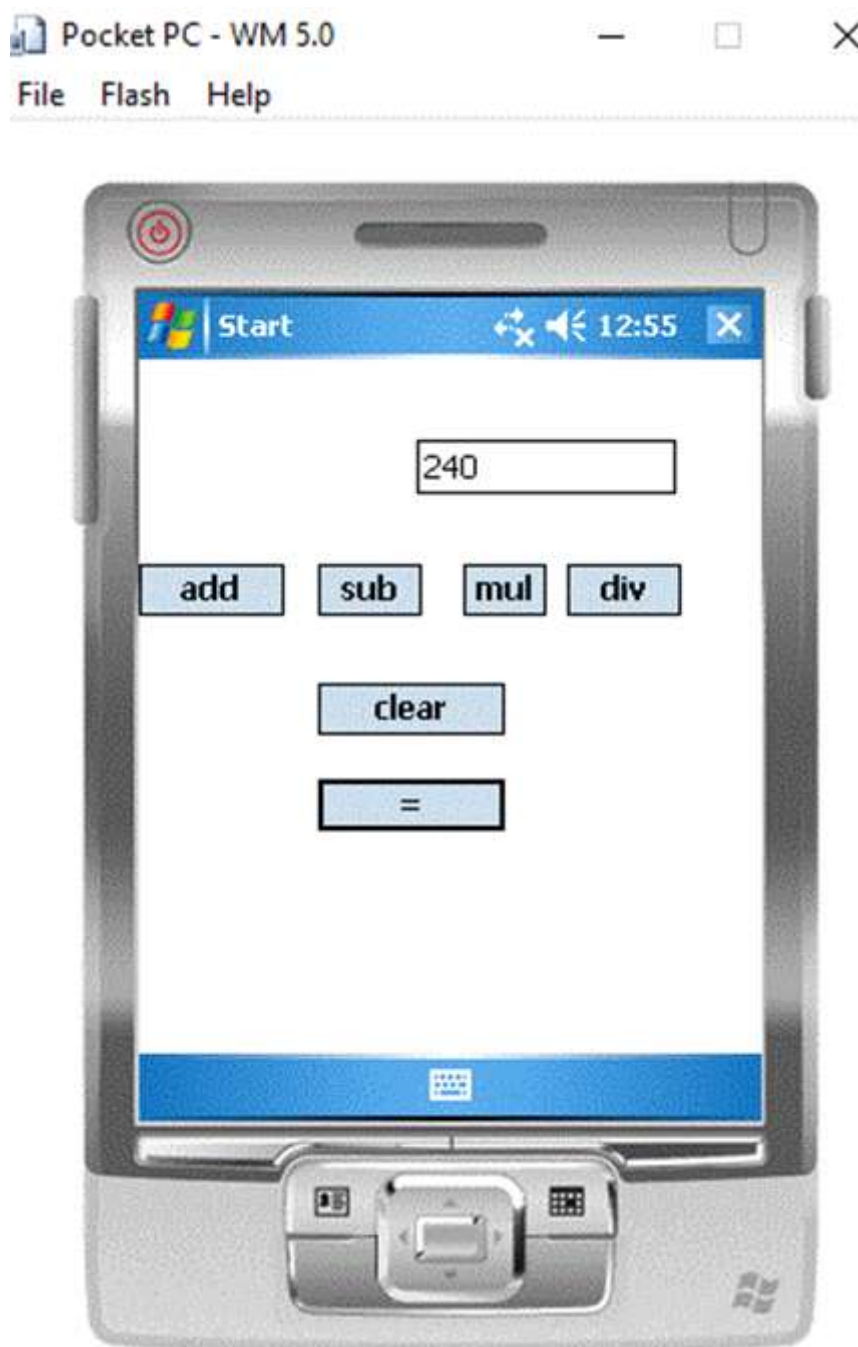 Pocket PC - WM 5.0
File Flash Help
Start 12:55
240
add sub mul div
clear
=